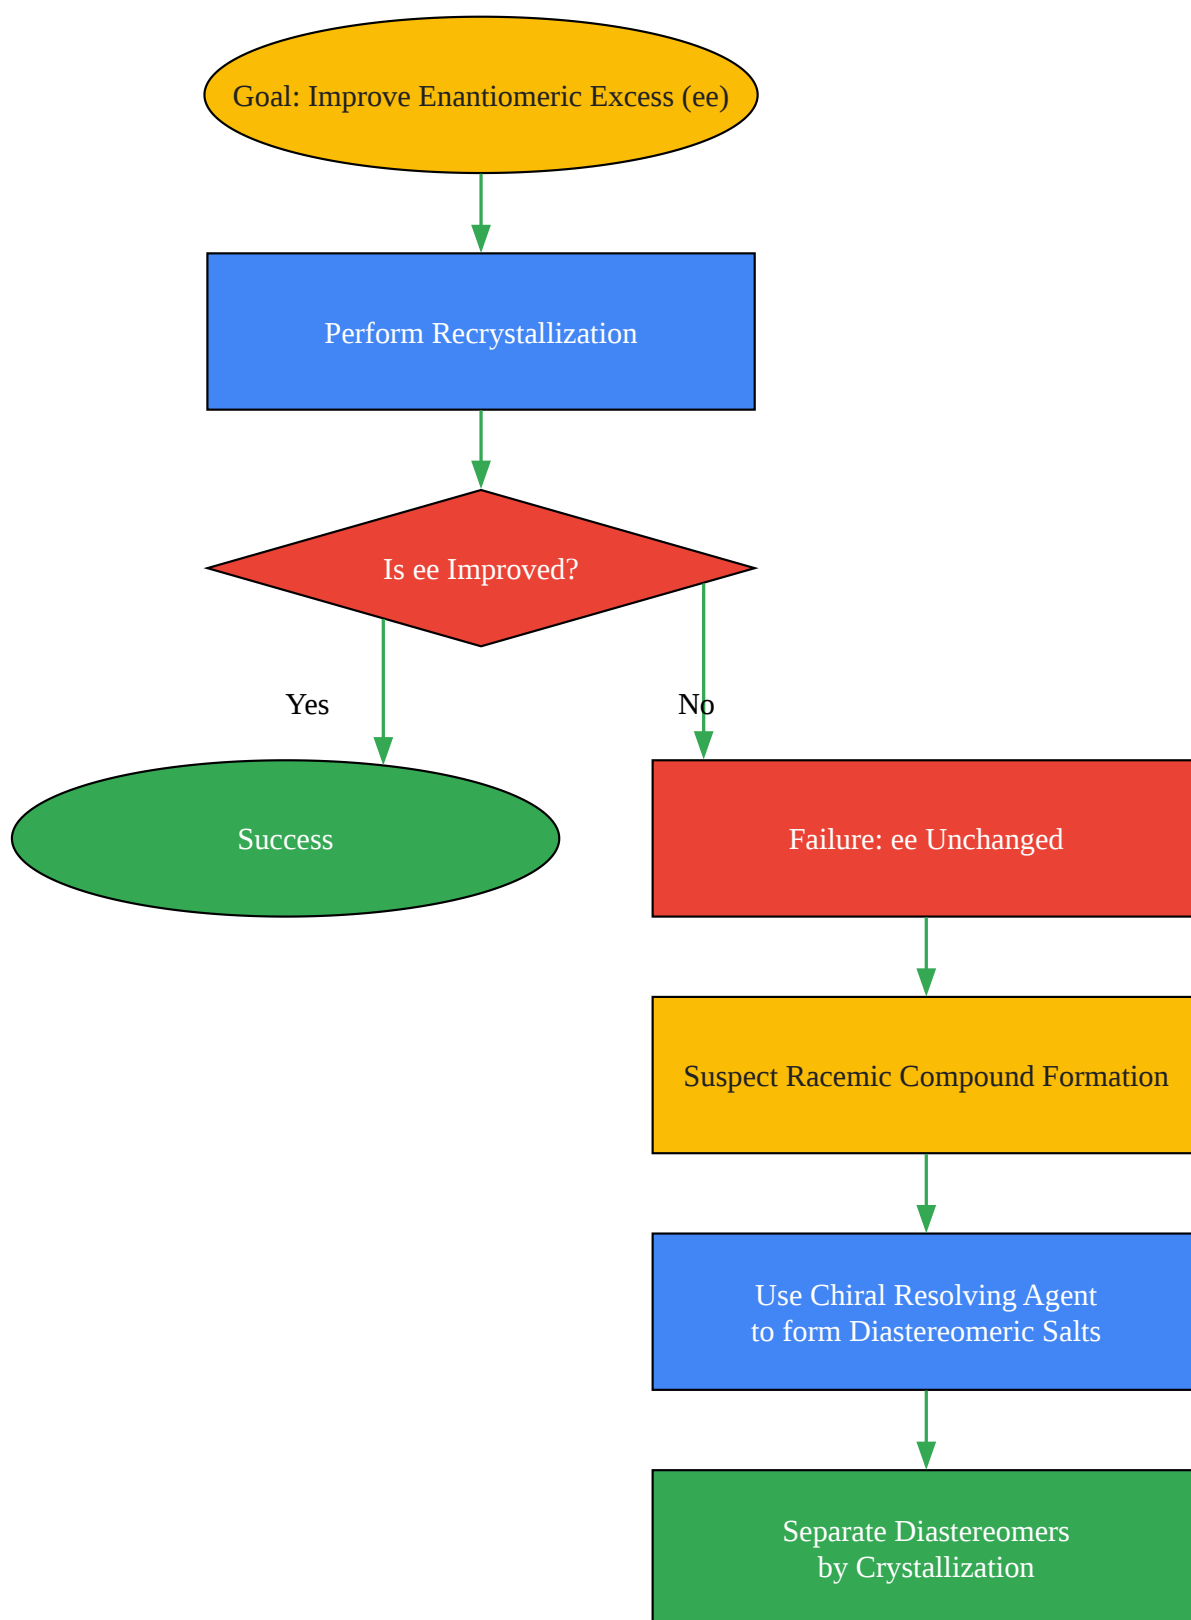 Goal: Improve Enantiomeric Excess (ee)
Perform Recrystallization
Is ee Improved?
Yes
No
Success
Failure: ee Unchanged
Suspect Racemic Compound Formation
Use Chiral Resolving Agent
to form Diastereomeric Salts
Separate Diastereomers
by Crystallization